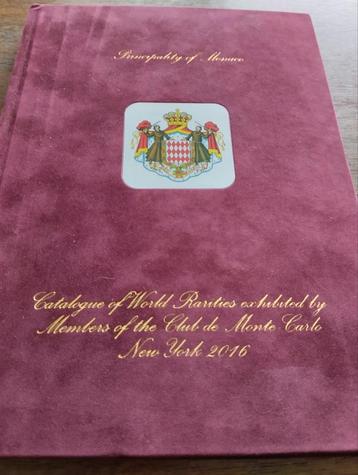 Principality of Monaco
Catalogue of World Rarities exhibited by
Members of the Club de Monte Carlo
New York 2016